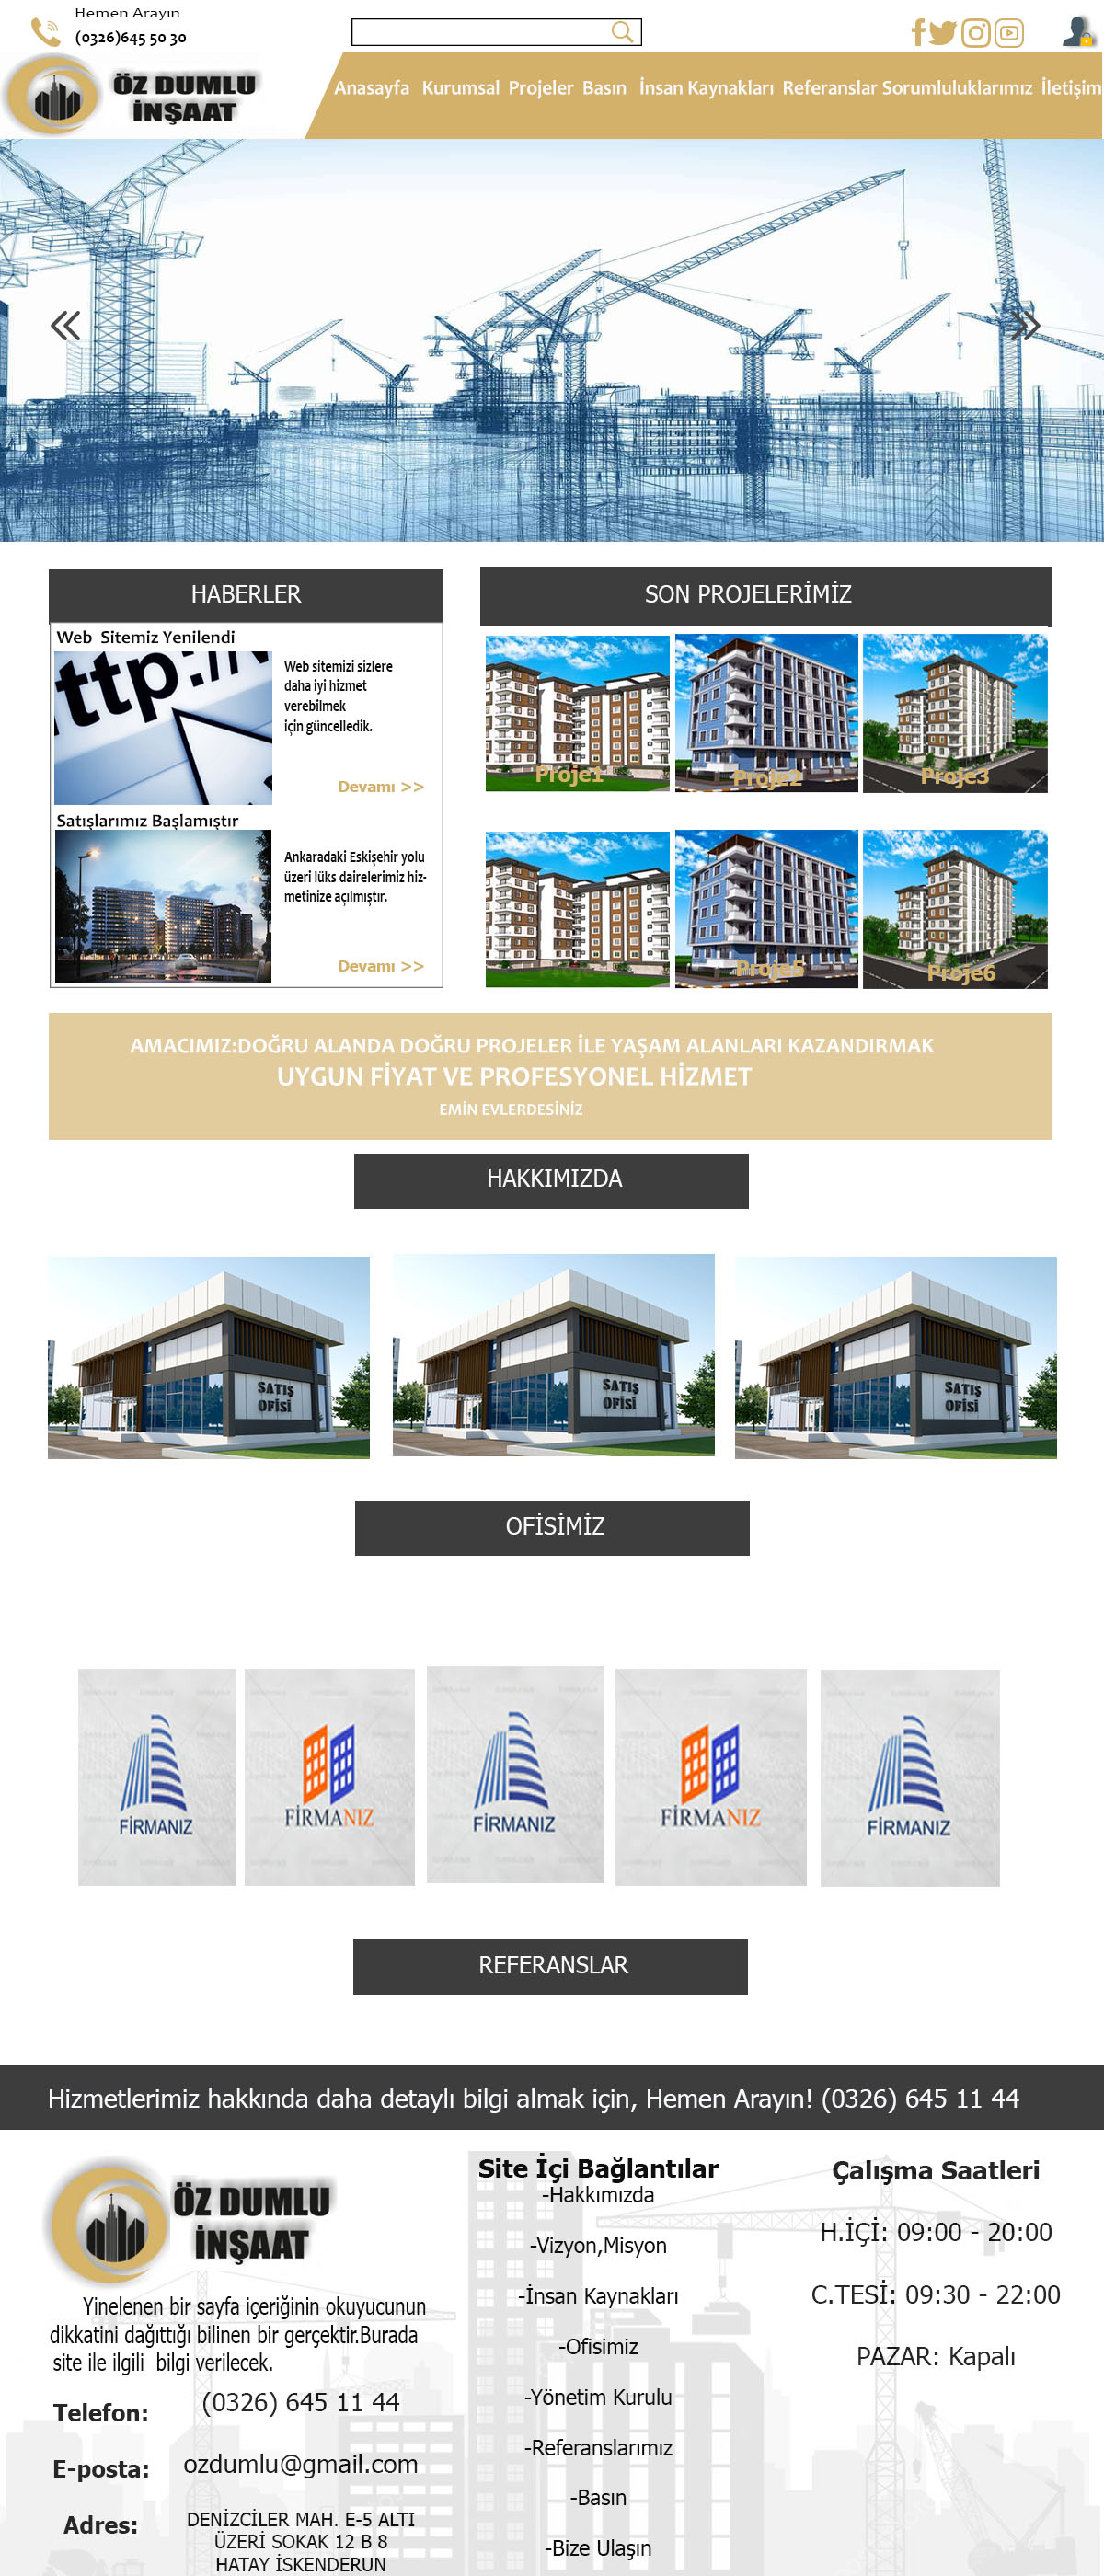 Hemen Arayın
(0326)645 50 30
ÖZ DUMLU
İNŞAAT
Anasayfa Kurumsal Projeler Basın İnsan Kaynakları Referanslar Sorumluluklarımız İletişim
HABERLER
Web Sitemiz Yenilendi
ttp://
Web sitemizi sizlere
daha iyi hizmet
verebilmek
için güncelledik.
Devamı >>
Satışlarımız Başlamıştır
Ankaradaki Eskişehir yolu
üzeri lüks dairelerimiz hiz-
metinize açılmıştır.
Devamı >>
SON PROJELERİMİZ
Proje1 Proje2 Proje3
Proje5 Proje6
AMACIMIZ:DOĞRU ALANDA DOĞRU PROJELER İLE YAŞAM ALANLARI KAZANDIRMAK
UYGUN FİYAT VE PROFESYONEL HİZMET
EMİN EVLERDESİNİZ
HAKKIMIZDA
SATIŞ
OFİSİ
SATIŞ
OFİSİ
SATIŞ
OFİSİ
OFİSİMİZ
FİRMANIZ FİRMANIZ FİRMANIZ FİRMANIZ FİRMANIZ
REFERANSLAR
Hizmetlerimiz hakkında daha detaylı bilgi almak için, Hemen Arayın! (0326) 645 11 44
ÖZ DUMLU
İNŞAAT
Yinelenen bir sayfa içeriğinin okuyucunun
dikkatini dağıttığı bilinen bir gerçektir.Burada
site ile ilgili bilgi verilecek.
Telefon: (0326) 645 11 44
E-posta: ozdumlu@gmail.com
Adres: DENİZCİLER MAH. E-5 ALTI
ÜZERİ SOKAK 12 B 8
HATAY İSKENDERUN
Site İçi Bağlantılar
-Hakkımızda
-Vizyon,Misyon
-İnsan Kaynakları
-Ofisimiz
-Yönetim Kurulu
-Referanslarımız
-Basın
-Bize Ulaşın
Çalışma Saatleri
H.İÇİ: 09:00 - 20:00
C.TESİ: 09:30 - 22:00
PAZAR: Kapalı